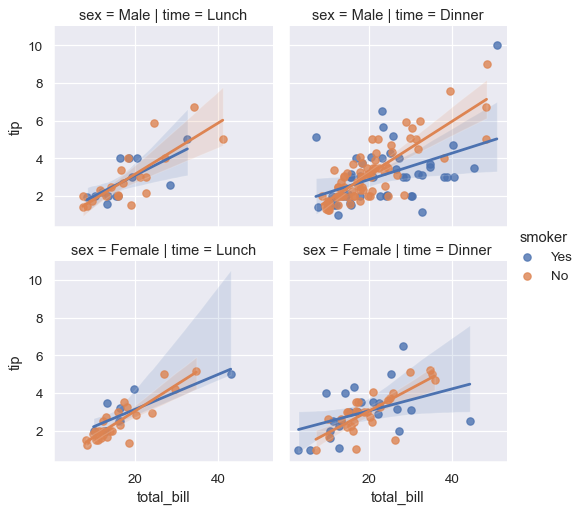 sex = Male | time = Lunch
sex = Male | time = Dinner
10
8
6
4
2
tip
smoker
Yes
No
sex = Female | time = Lunch
sex = Female | time = Dinner
10
8
6
4
2
tip
20
40
20
40
total_bill
total_bill